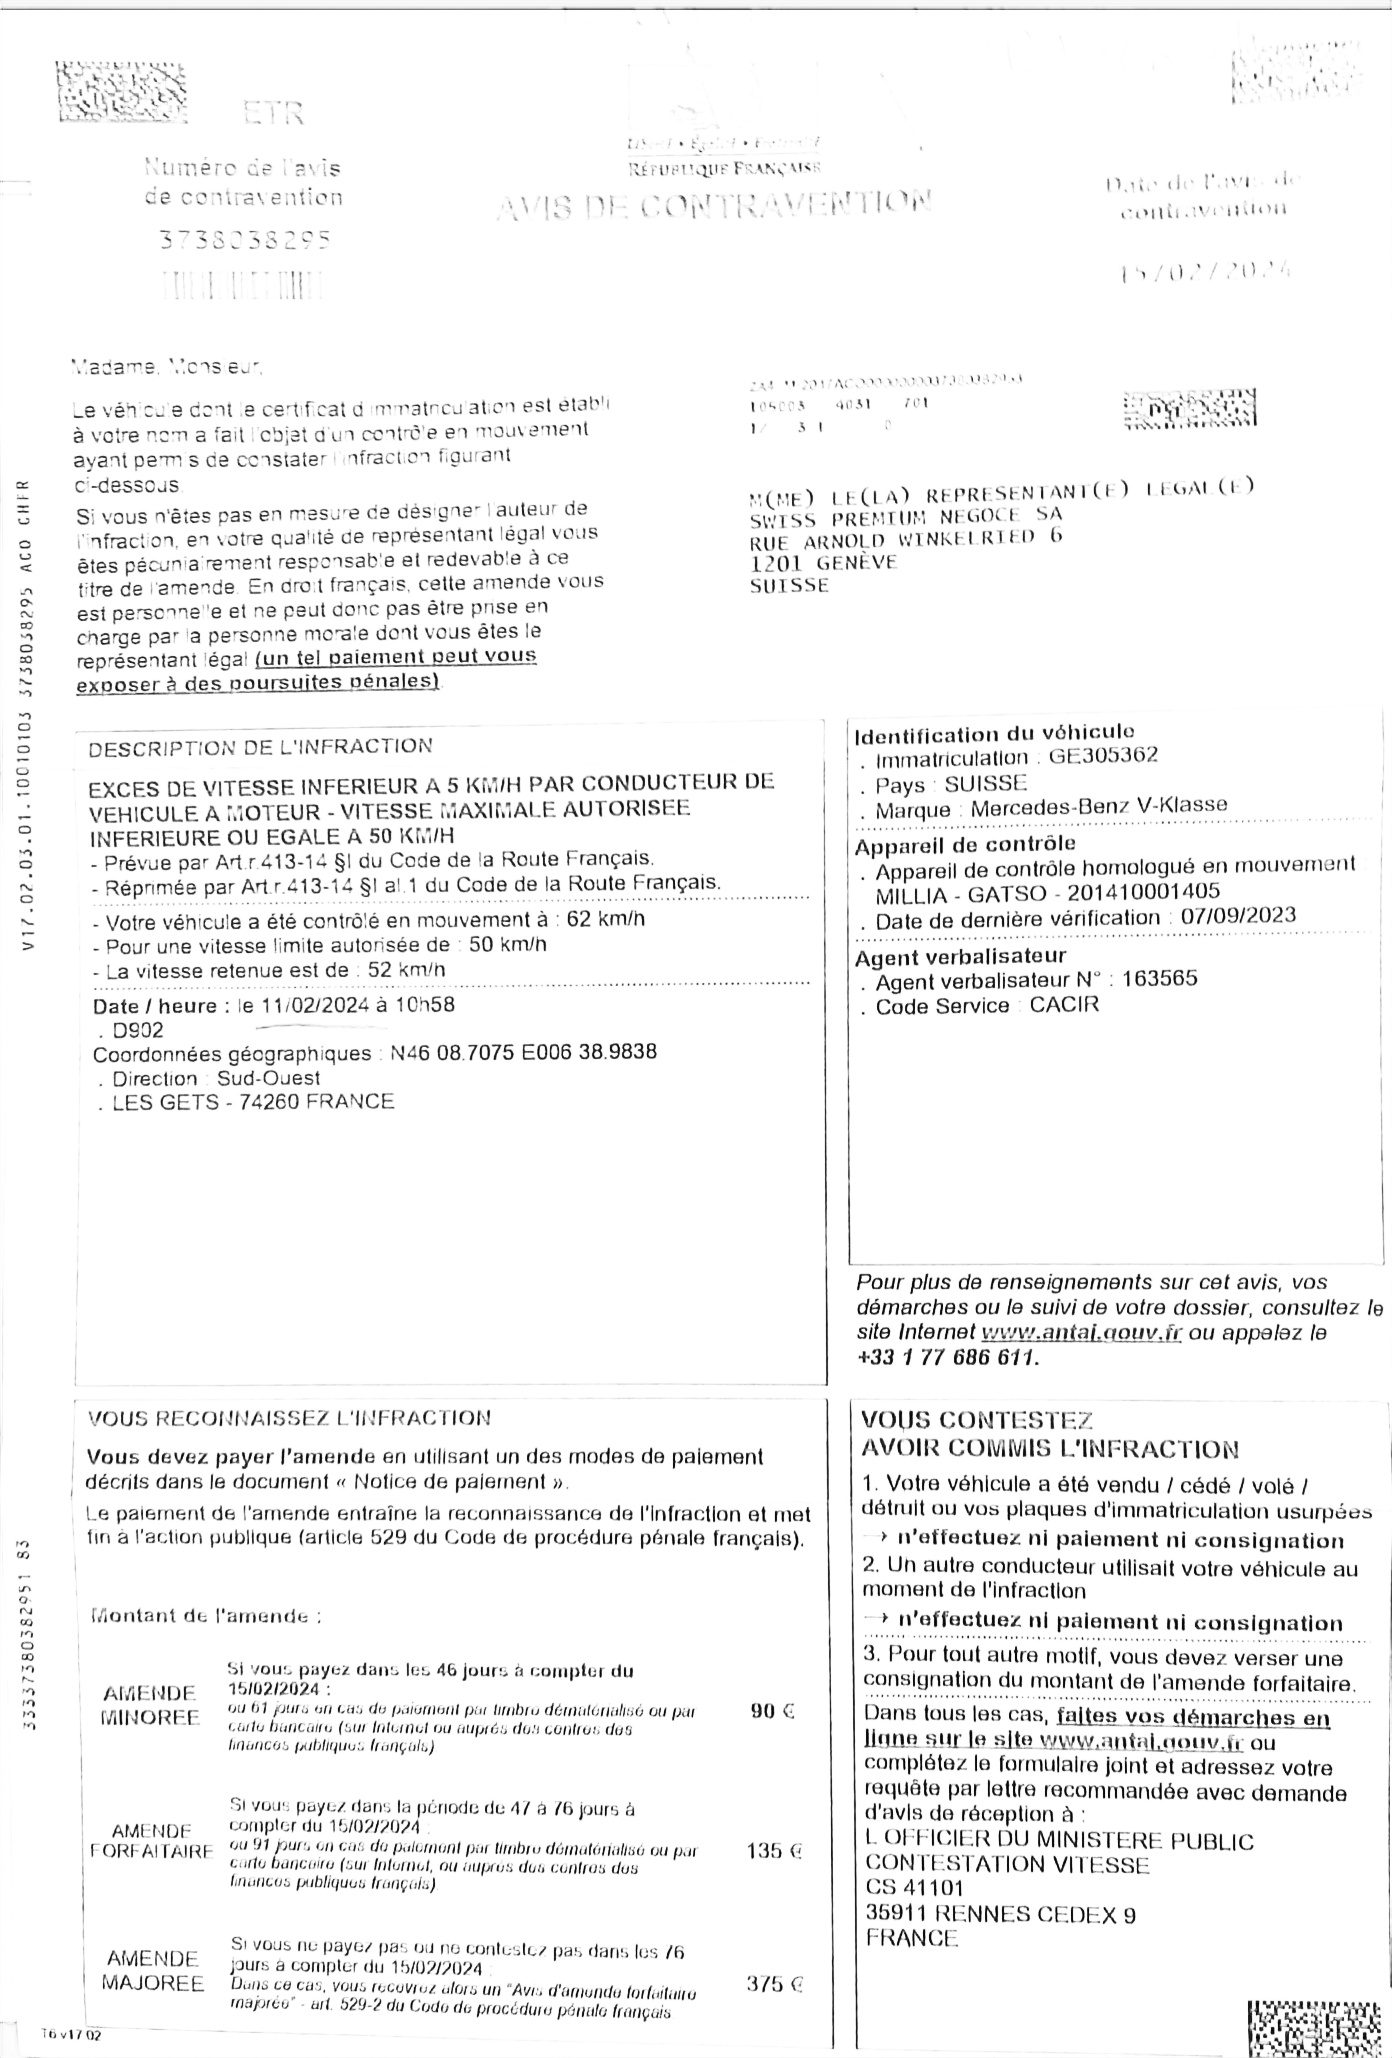 ETR
Numéro de l'avis
de contravention
3738038295
Liberté • Égalité • Fraternité
RÉPUBLIQUE FRANÇAISE
AVIS DE CONTRAVENTION
Date de l'avis de
contravention
15/02/2024
Madame, Monsieur,
Le véhicule dont le certificat d'immatriculation est établi
à votre nom a fait l'objet d'un contrôle en mouvement
ayant permis de constater l'infraction figurant
ci-dessous.
Si vous n'êtes pas en mesure de désigner l'auteur de
l'infraction, en votre qualité de représentant légal vous
êtes pécuniairement responsable et redevable à ce
titre de l'amende. En droit français, cette amende vous
est personnelle et ne peut donc pas être prise en
charge par la personne morale dont vous êtes le
représentant légal (un tel paiement peut vous
exposer à des poursuites pénales).
105003 4031 701
1/ 3 1 0
M(ME) LE(LA) REPRESENTANT(E) LEGAL(E)
SWISS PREMIUM NEGOCE SA
RUE ARNOLD WINKELRIED 6
1201 GENÈVE
SUISSE
V17.02.03.01.10010103 3738038295 ACO CHFR
DESCRIPTION DE L'INFRACTION
EXCES DE VITESSE INFERIEUR A 5 KM/H PAR CONDUCTEUR DE
VEHICULE A MOTEUR - VITESSE MAXIMALE AUTORISEE
INFERIEURE OU EGALE A 50 KM/H
- Prévue par Art.r.413-14 §I du Code de la Route Français.
- Réprimée par Art.r.413-14 §I al.1 du Code de la Route Français.
- Votre véhicule a été contrôlé en mouvement à : 62 km/h
- Pour une vitesse limite autorisée de : 50 km/h
- La vitesse retenue est de : 52 km/h
Date / heure : le 11/02/2024 à 10h58
. D902
Coordonnées géographiques : N46 08.7075 E006 38.9838
. Direction : Sud-Ouest
. LES GETS - 74260 FRANCE
Identification du véhicule
. Immatriculation : GE305362
. Pays : SUISSE
. Marque : Mercedes-Benz V-Klasse
Appareil de contrôle
. Appareil de contrôle homologué en mouvement
MILLIA - GATSO - 201410001405
. Date de dernière vérification : 07/09/2023
Agent verbalisateur
. Agent verbalisateur N° : 163565
. Code Service : CACIR
Pour plus de renseignements sur cet avis, vos
démarches ou le suivi de votre dossier, consultez le
site Internet www.antai.gouv.fr ou appelez le
+33 1 77 686 611.
VOUS RECONNAISSEZ L'INFRACTION
Vous devez payer l'amende en utilisant un des modes de paiement
décrits dans le document « Notice de paiement ».
Le paiement de l'amende entraîne la reconnaissance de l'infraction et met
fin à l'action publique (article 529 du Code de procédure pénale français).
Montant de l'amende :
AMENDE
MINOREE
Si vous payez dans les 46 jours à compter du
15/02/2024 :
ou 61 jours en cas de paiement par timbre dématérialisé ou par
carte bancaire (sur Internet ou auprès des centres des
finances publiques français)
90 €
AMENDE
FORFAITAIRE
Si vous payez dans la période de 47 à 76 jours à
compter du 15/02/2024 :
ou 91 jours en cas de paiement par timbre dématérialisé ou par
carte bancaire (sur Internet, ou auprès des centres des
finances publiques français)
135 €
AMENDE
MAJOREE
Si vous ne payez pas ou ne contestez pas dans les 76
jours à compter du 15/02/2024
Dans ce cas, vous recevrez alors un "Avis d'amende forfaitaire
majorée" - art. 529-2 du Code de procédure pénale français
375 €
33337380382951 83
T6 v17 02
VOUS CONTESTEZ
AVOIR COMMIS L'INFRACTION
1. Votre véhicule a été vendu / cédé / volé /
détruit ou vos plaques d'immatriculation usurpées
→ n'effectuez ni paiement ni consignation
2. Un autre conducteur utilisait votre véhicule au
moment de l'infraction
→ n'effectuez ni paiement ni consignation
3. Pour tout autre motif, vous devez verser une
consignation du montant de l'amende forfaitaire.
Dans tous les cas, faites vos démarches en
ligne sur le site www.antai.gouv.fr ou
complétez le formulaire joint et adressez votre
requête par lettre recommandée avec demande
d'avis de réception à :
L OFFICIER DU MINISTERE PUBLIC
CONTESTATION VITESSE
CS 41101
35911 RENNES CEDEX 9
FRANCE